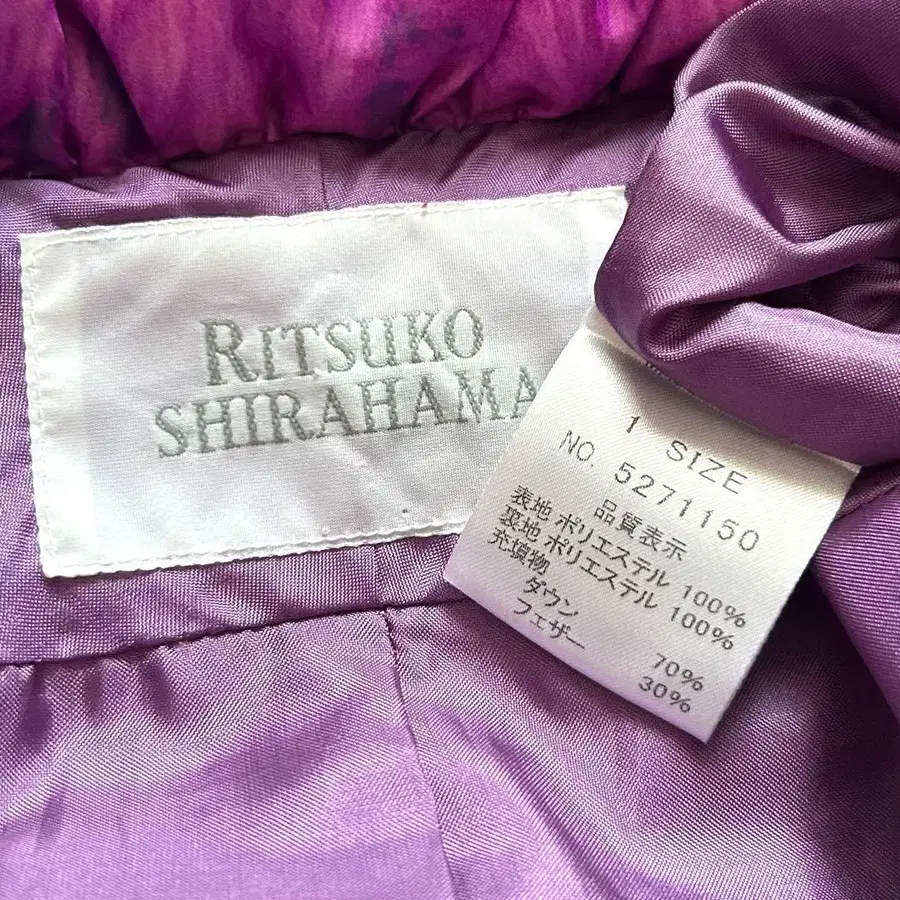 RITSUKO
SHIRAHAMA
1 SIZE
NO. 5271150
品質表示
表地 ポリエステル 100%
裏地 ポリエステル 100%
充填物
ダウン 70%
フェザー 30%